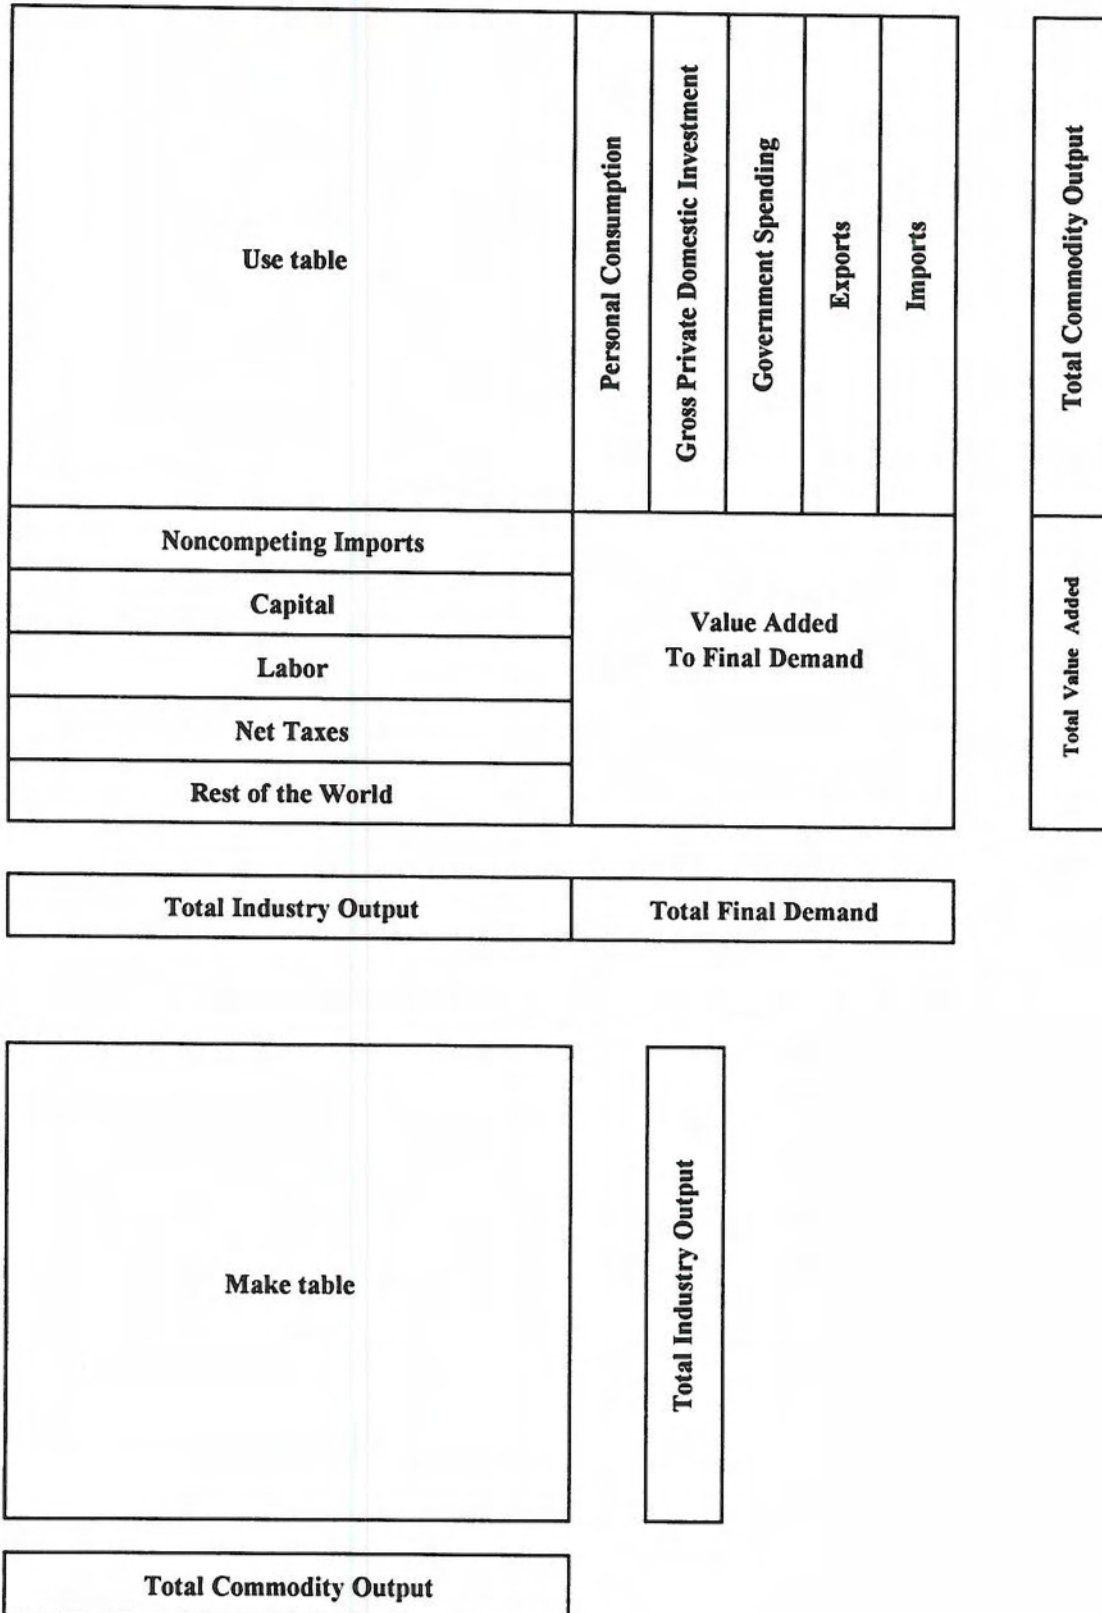 Use table
Personal Consumption
Gross Private Domestic Investment
Government Spending
Exports
Imports
Total Commodity Output
Noncompeting Imports
Capital
Labor
Net Taxes
Rest of the World
Value Added
To Final Demand
Total Value Added
Total Industry Output
Total Final Demand
Make table
Total Industry Output
Total Commodity Output